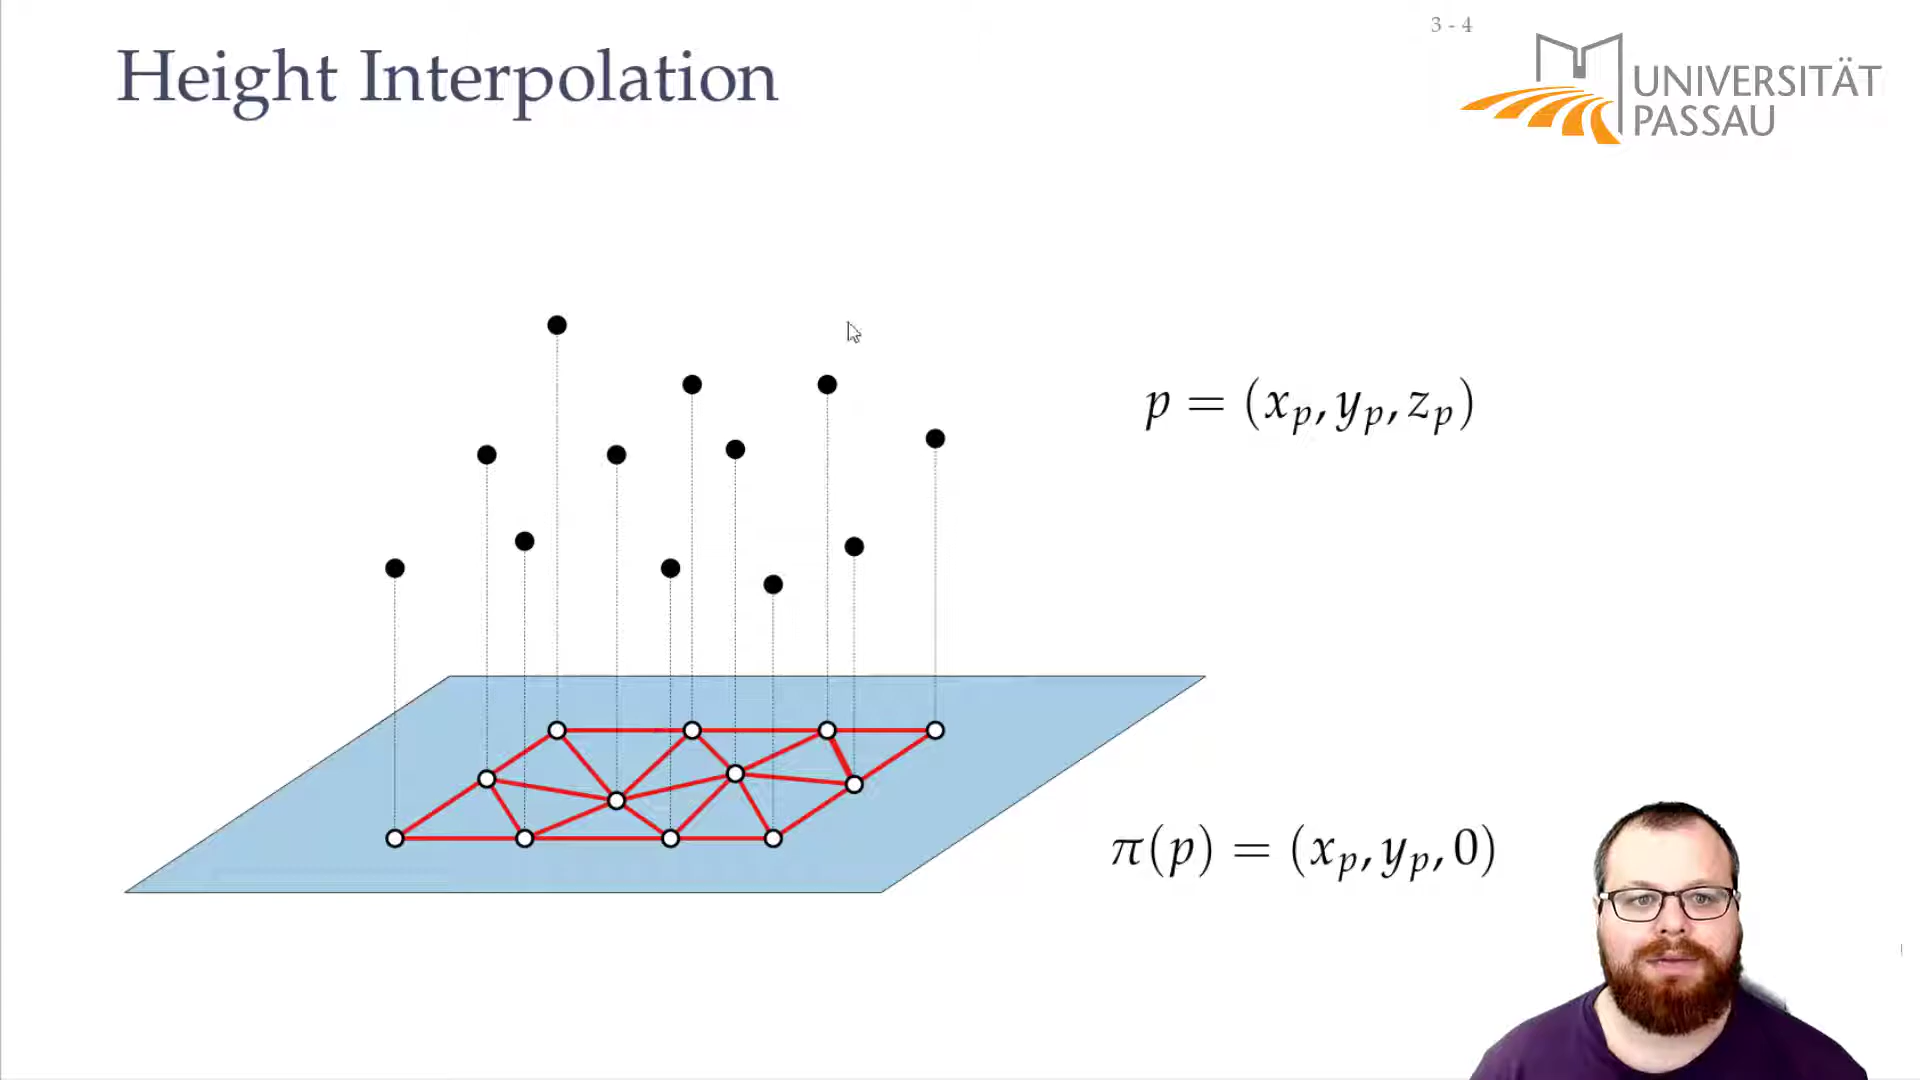 3 - 4
Height Interpolation
UNIVERSITÄT
PASSAU
p = (x_p, y_p, z_p)
π(p) = (x_p, y_p, 0)